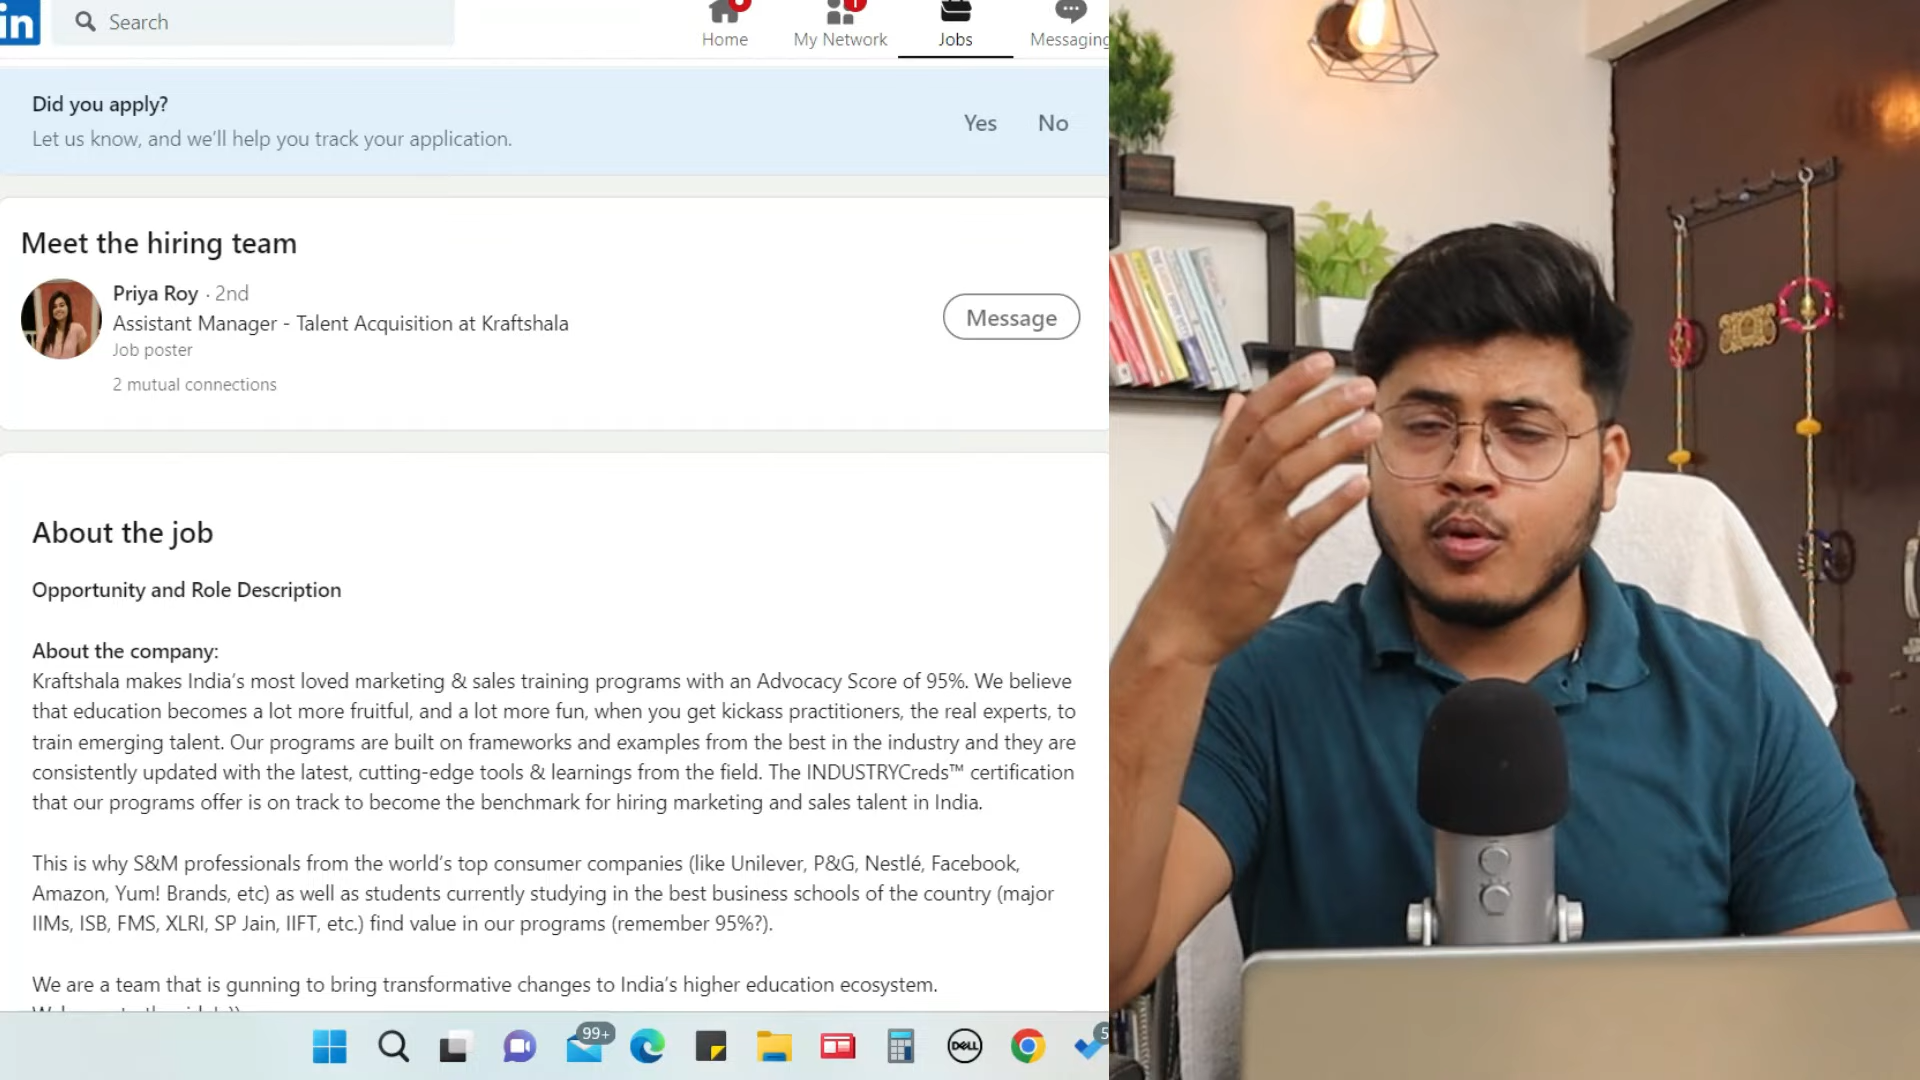 in
Search
Home
My Network
Jobs
Messaging
Did you apply?
Let us know, and we'll help you track your application.
Yes
No
Meet the hiring team
Priya Roy · 2nd
Assistant Manager - Talent Acquisition at Kraftshala
Job poster
2 mutual connections
Message
About the job
Opportunity and Role Description
About the company:
Kraftshala makes India's most loved marketing & sales training programs with an Advocacy Score of 95%. We believe
that education becomes a lot more fruitful, and a lot more fun, when you get kickass practitioners, the real experts, to
train emerging talent. Our programs are built on frameworks and examples from the best in the industry and they are
consistently updated with the latest, cutting-edge tools & learnings from the field. The INDUSTRYCreds™ certification
that our programs offer is on track to become the benchmark for hiring marketing and sales talent in India.
This is why S&M professionals from the world's top consumer companies (like Unilever, P&G, Nestlé, Facebook,
Amazon, Yum! Brands, etc) as well as students currently studying in the best business schools of the country (major
IIMs, ISB, FMS, XLRI, SP Jain, IIFT, etc.) find value in our programs (remember 95%?).
We are a team that is gunning to bring transformative changes to India's higher education ecosystem.
99+
DELL
5